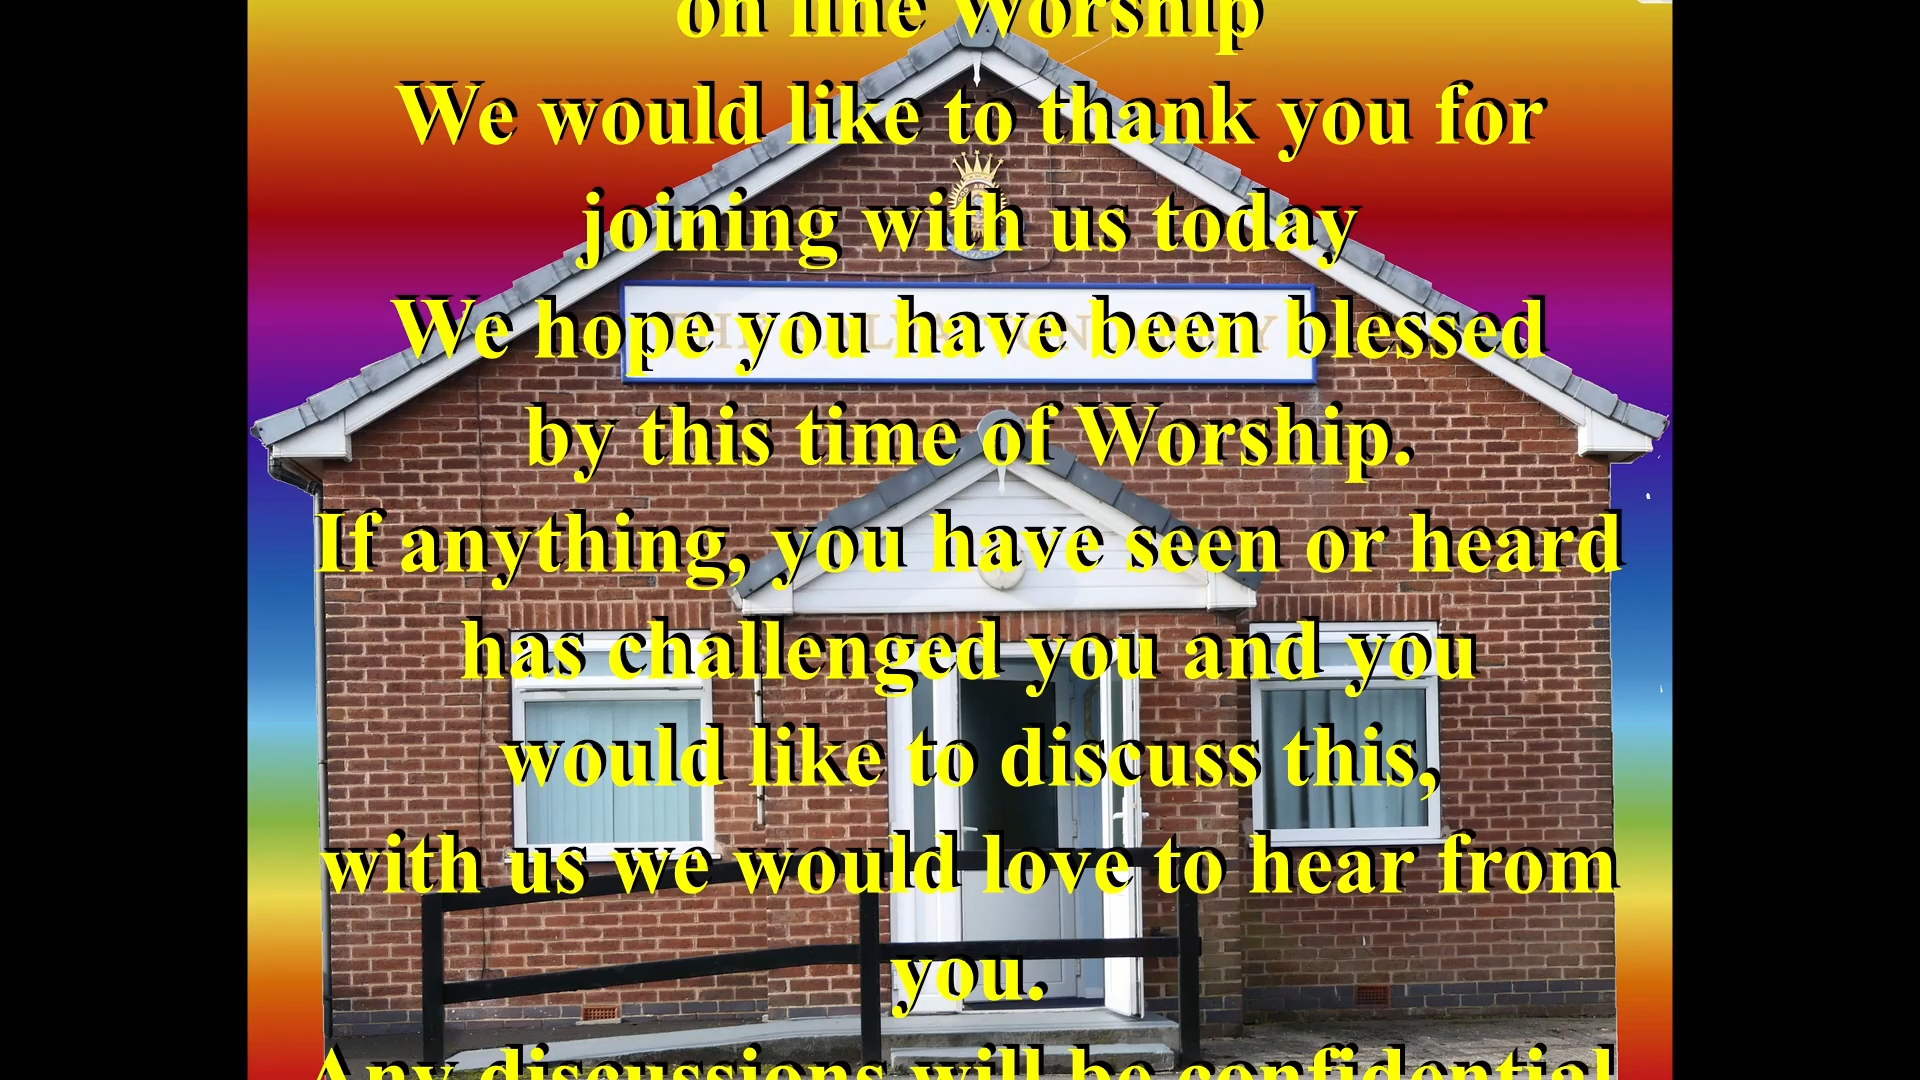 on line Worship
We would like to thank you for
joining with us today
We hope you have been blessed
by this time of Worship.
If anything, you have seen or heard
has challenged you and you
would like to discuss this,
with us we would love to hear from
you.
Any discussions will be confidential